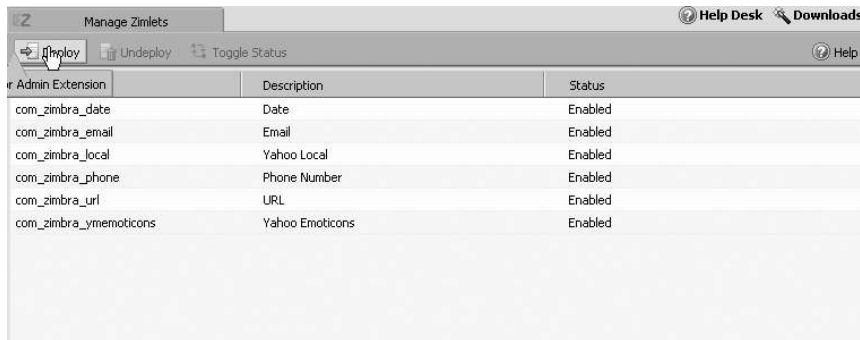 Manage Zimlets
Help Desk Downloads
Deploy Undeploy Toggle Status Help
r Admin Extension Description Status
com_zimbra_date Date Enabled
com_zimbra_email Email Enabled
com_zimbra_local Yahoo Local Enabled
com_zimbra_phone Phone Number Enabled
com_zimbra_url URL Enabled
com_zimbra_ymemoticons Yahoo Emoticons Enabled